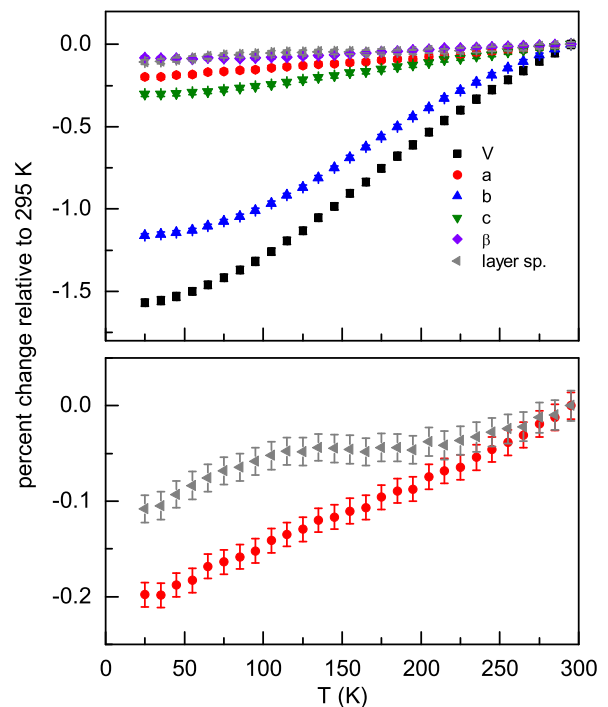 percent change relative to 295 K
0.0
-0.5
-1.0
-1.5
V
a
b
c
β
layer sp.
0.0
-0.1
-0.2
0 50 100 150 200 250 300
T (K)